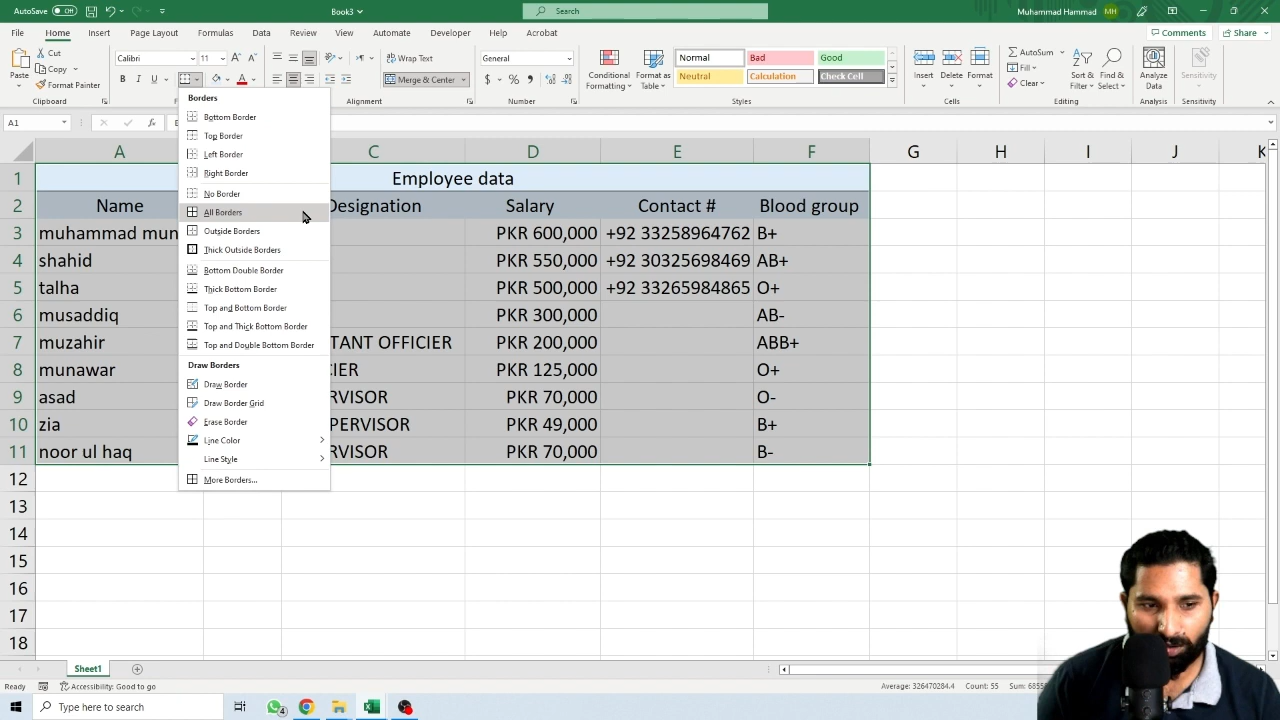 AutoSave Off Book3 Search Muhammad Hammad MH
File Home Insert Page Layout Formulas Data Review View Automate Developer Help Acrobat Comments Share
Paste Cut Copy Format Painter
Calibri 11
B I U A
Wrap Text
Merge & Center
General
$ % ,
Conditional Formatting Format as Table
Normal Bad Good
Neutral Calculation Check Cell
Insert Delete Format
AutoSum Fill Clear
Sort & Filter Find & Select
Analyze Data
Sensitivity
Clipboard Alignment Number Styles Cells Editing Analysis Sensitivity
A1 fx
A C D E F G H I J K
1 Employee data
2 Name Designation Salary Contact # Blood group
3 muhammad mun PKR 600,000 +92 33258964762 B+
4 shahid PKR 550,000 +92 30325698469 AB+
5 talha PKR 500,000 +92 33265984865 O+
6 musaddiq PKR 300,000 AB-
7 muzahir TANT OFFICIER PKR 200,000 ABB+
8 munawar CIER PKR 125,000 O+
9 asad RVISOR PKR 70,000 O-
10 zia PERVISOR PKR 49,000 B+
11 noor ul haq RVISOR PKR 70,000 B-
12
13
14
15
16
17
18
Borders
Bottom Border
Top Border
Left Border
Right Border
No Border
All Borders
Outside Borders
Thick Outside Borders
Bottom Double Border
Thick Bottom Border
Top and Bottom Border
Top and Thick Bottom Border
Top and Double Bottom Border
Draw Borders
Draw Border
Draw Border Grid
Erase Border
Line Color
Line Style
More Borders...
Sheet1
Ready Accessibility: Good to go Average: 326470284.4 Count: 55
Type here to search 4